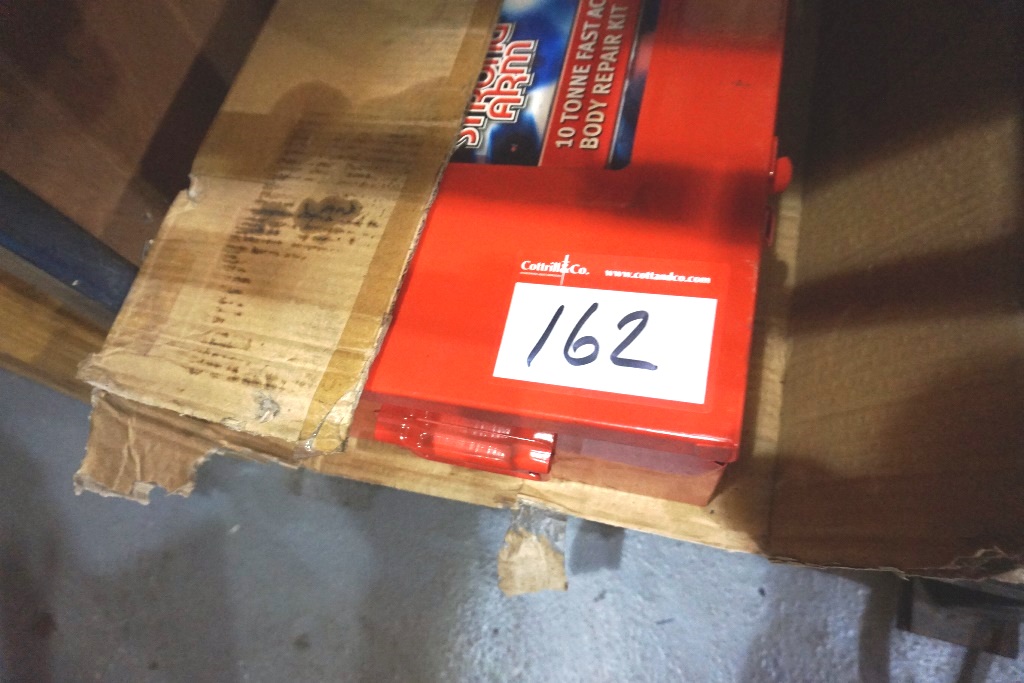 STRONG
ARM
10 TONNE FAST AC
BODY REPAIR KIT
Cottrill&Co. www.cottandco.com
162